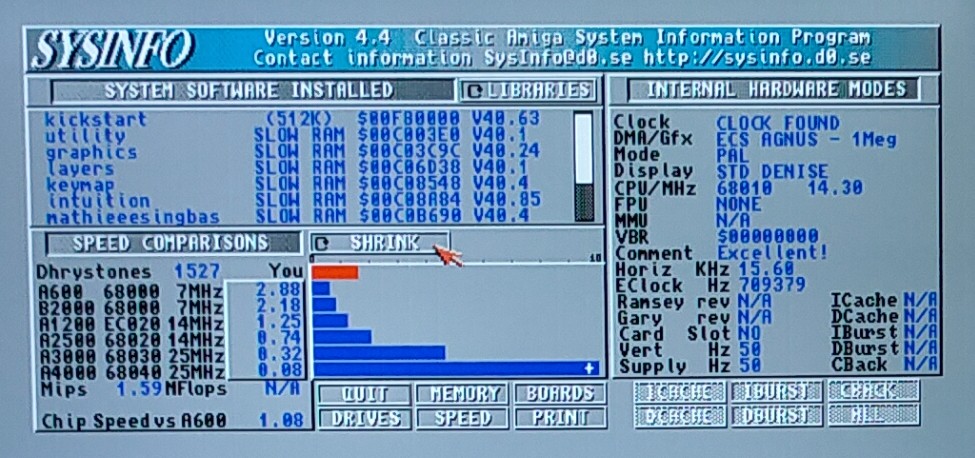 SYSINFO
Version 4.4 Classic Amiga System Information Program
Contact information SysInfo@d0.se http://sysinfo.d0.se
SYSTEM SOFTWARE INSTALLED LIBRARIES
kickstart (512K) $00F80000 V40.63
utility SLOW RAM $00C003E0 V40.1
graphics SLOW RAM $00C03C9C V40.24
layers SLOW RAM $00C06D38 V40.1
keymap SLOW RAM $00C08548 V40.4
intuition SLOW RAM $00C08A84 V40.85
mathieeesingbas SLOW RAM $00C0B690 V40.4
INTERNAL HARDWARE MODES
Clock CLOCK FOUND
DMA/Gfx ECS AGNUS - 1Meg
Mode PAL
Display STD DENISE
CPU/MHz 68010 14.30
FPU NONE
MMU N/A
VBR $00000000
Comment Excellent!
Horiz KHz 15.60
EClock Hz 709379
Ramsey rev N/A ICache N/A
Gary rev N/A DCache N/A
Card Slot NO IBurst N/A
Vert Hz 50 DBurst N/A
Supply Hz 50 CBack N/A
SPEED COMPARISONS SHRINK
10
Dhrystones 1527 You
A600 68000 7MHz 2.88
B2000 68000 7MHz 2.18
A1200 EC020 14MHz 1.25
A2500 68020 14MHz 0.74
A3000 68030 25MHz 0.32
A4000 68040 25MHz 0.08
Mips 1.59 MFlops N/A
Chip Speed vs A600 1.08
QUIT MEMORY BOARDS
DRIVES SPEED PRINT
ICACHE IBURST CBACK
DCACHE DBURST ALL